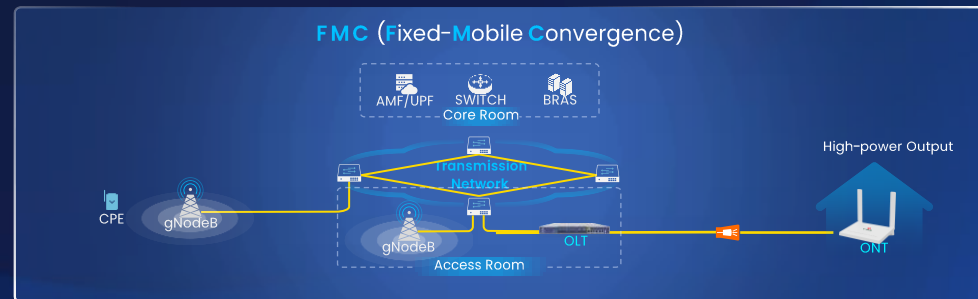 FMC (Fixed-Mobile Convergence)
AMF/UPF SWITCH BRAS
Core Room
High-power Output
Transmission
Network
CPE
gNodeB
gNodeB
OLT
ONT
Access Room